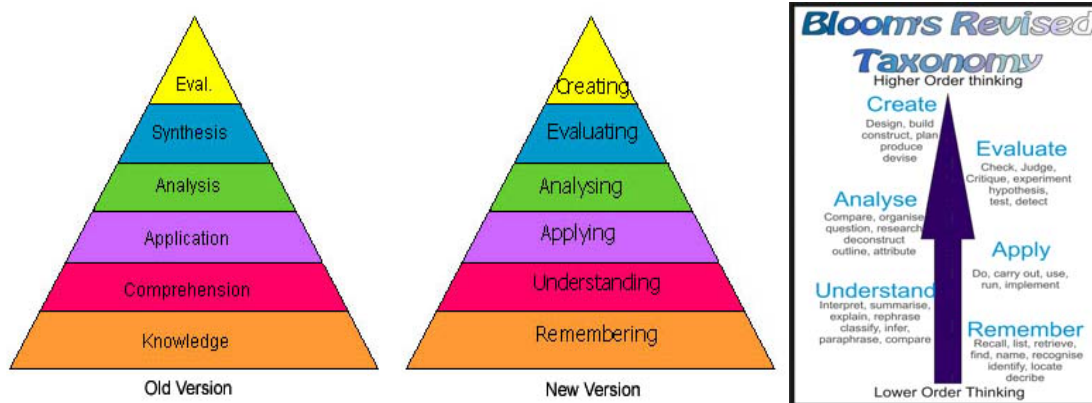 Eval.
Synthesis
Analysis
Application
Comprehension
Knowledge
Old Version
Creating
Evaluating
Analysing
Applying
Understanding
Remembering
New Version
Bloom's Revised
Taxonomy
Higher Order thinking
Create
Design, build
construct, plan
produce
devise
Evaluate
Check, Judge,
Critique, experiment
hypothesis,
test, detect
Analyse
Compare, organise
question, research
deconstruct
outline, attribute
Apply
Do, carry out, use,
run, implement
Understand
Interpret, summarise,
explain, rephrase
classify, infer,
paraphrase, compare
Remember
Recall, list, retrieve,
find, name, recognise
identify, locate
decribe
Lower Order Thinking